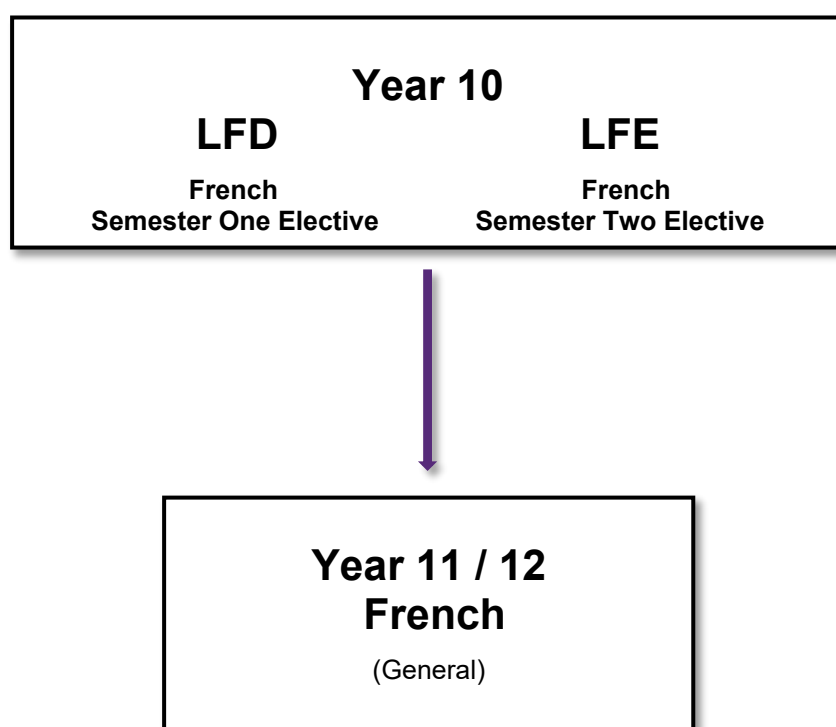 Year 10
LFD LFE
French French
Semester One Elective Semester Two Elective
Year 11 / 12
French
(General)